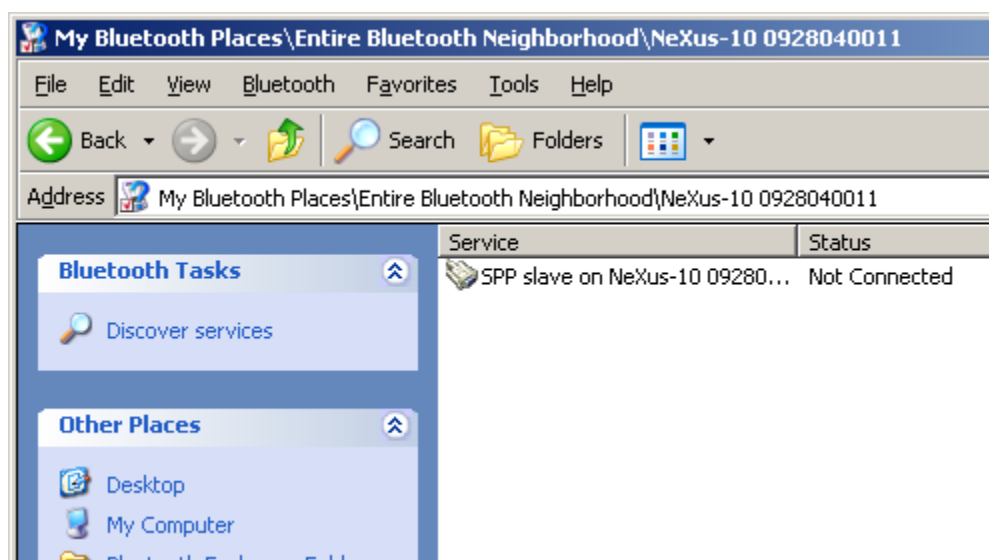 My Bluetooth Places\Entire Bluetooth Neighborhood\NeXus-10 0928040011
File Edit View Bluetooth Favorites Tools Help
Back Search Folders
Address My Bluetooth Places\Entire Bluetooth Neighborhood\NeXus-10 0928040011
Service Status
Bluetooth Tasks
SPP slave on NeXus-10 09280... Not Connected
Discover services
Other Places
Desktop
My Computer